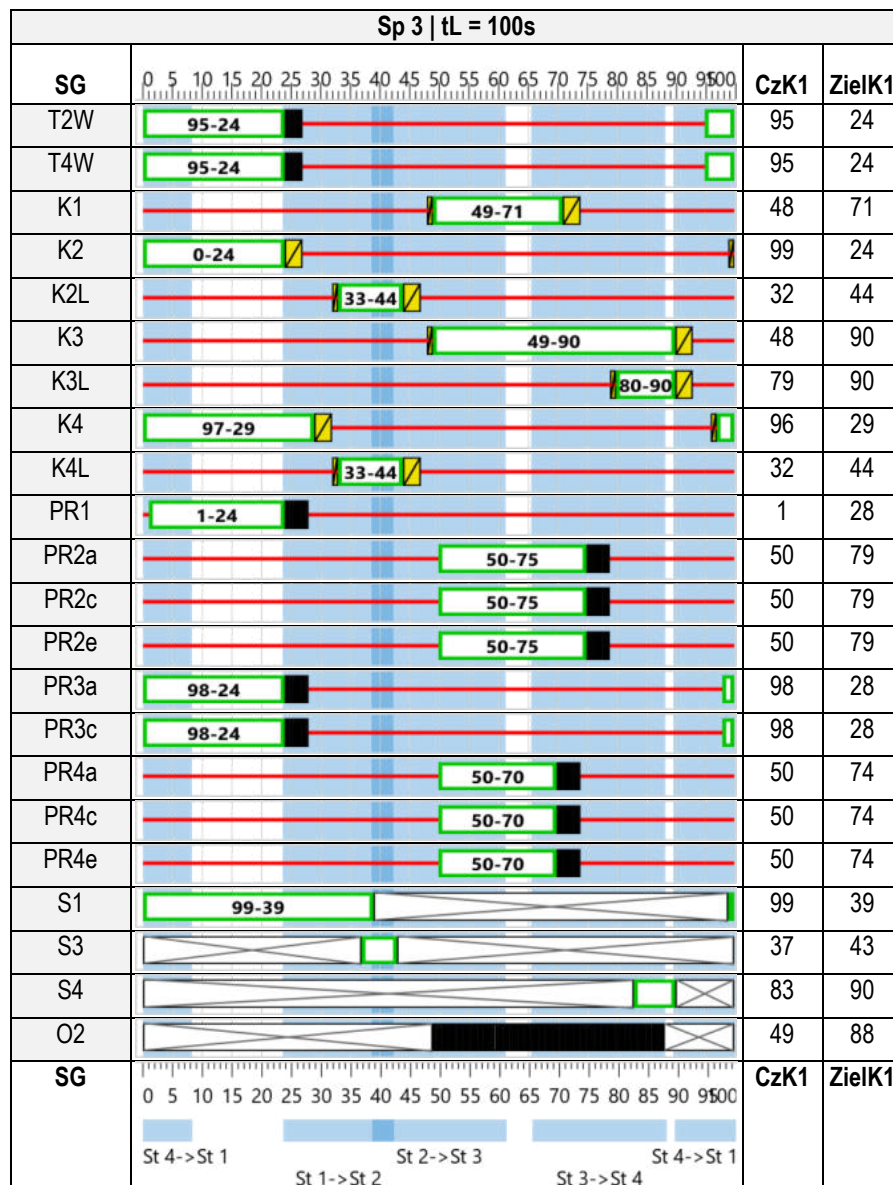 Sp 3 | tL = 100s
SG 0 5 10 15 20 25 30 35 40 45 50 55 60 65 70 75 80 85 90 95 100 CzK1 ZielK1
T2W 95-24 95 24
T4W 95-24 95 24
K1 49-71 48 71
K2 0-24 99 24
K2L 33-44 32 44
K3 49-90 48 90
K3L 80-90 79 90
K4 97-29 96 29
K4L 33-44 32 44
PR1 1-24 1 28
PR2a 50-75 50 79
PR2c 50-75 50 79
PR2e 50-75 50 79
PR3a 98-24 98 28
PR3c 98-24 98 28
PR4a 50-70 50 74
PR4c 50-70 50 74
PR4e 50-70 50 74
S1 99-39 99 39
S3 37 43
S4 83 90
O2 49 88
SG 0 5 10 15 20 25 30 35 40 45 50 55 60 65 70 75 80 85 90 95 100 CzK1 ZielK1
St 4->St 1 St 2->St 3 St 4->St 1
St 1->St 2 St 3->St 4